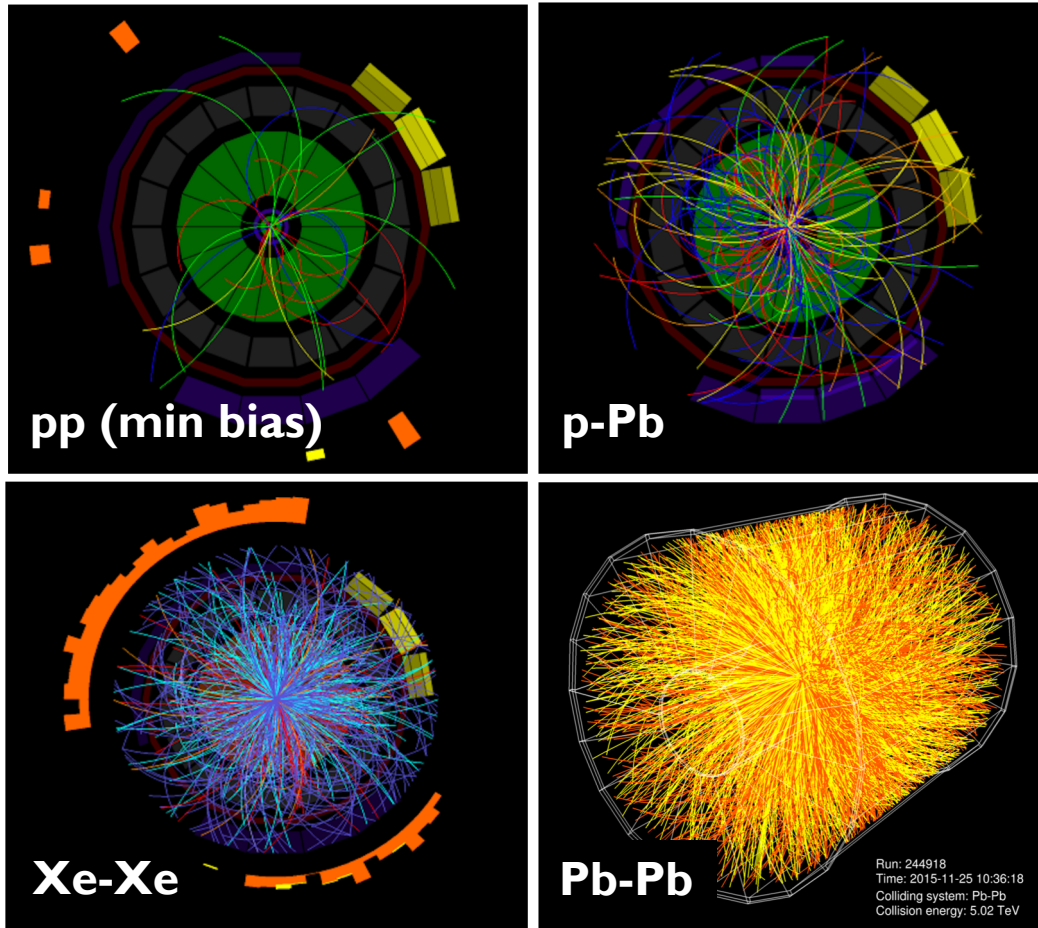 pp (min bias)
p-Pb
Xe-Xe
Pb-Pb
Run: 244918
Time: 2015-11-25 10:36:18
Colliding system: Pb-Pb
Collision energy: 5.02 TeV